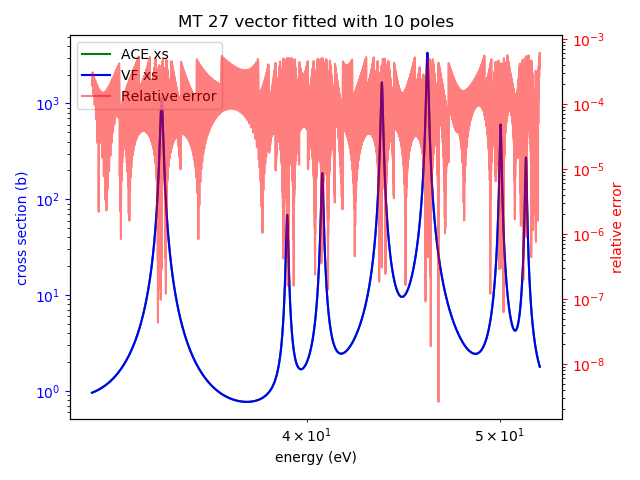 MT 27 vector fitted with 10 poles
ACE xs
VF xs
Relative error
10³
10²
10¹
10⁰
cross section (b)
10⁻³
10⁻⁴
10⁻⁵
10⁻⁶
10⁻⁷
10⁻⁸
relative error
4 × 10¹
5 × 10¹
energy (eV)